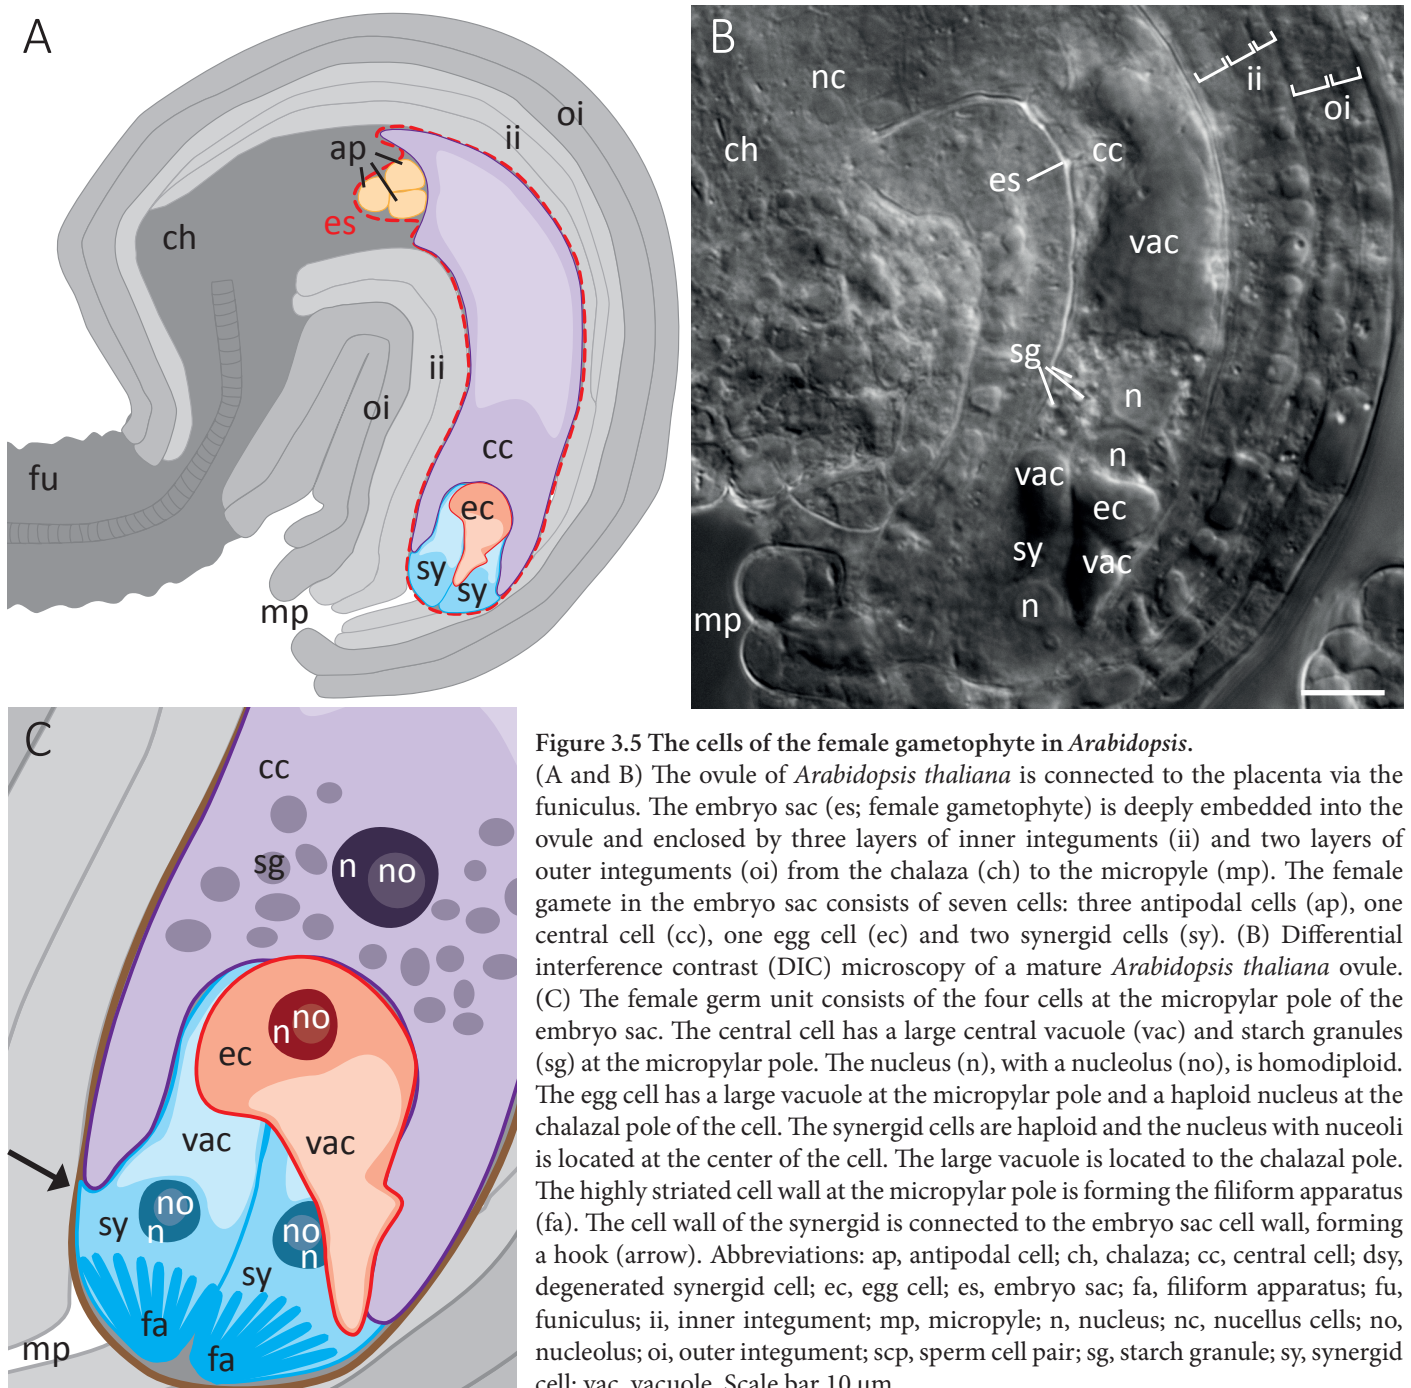 A
oi
ii
ap
es
ch
ii
oi
cc
fu
ec
sy
sy
mp
B
nc
ii
oi
ch
cc
es
vac
sg
n
n
vac
ec
sy
vac
n
mp
C
cc
sg
n
no
no
n
ec
vac
vac
no
n
sy
no
n
sy
fa
fa
mp
Figure 3.5 The cells of the female gametophyte in Arabidopsis.
(A and B) The ovule of Arabidopsis thaliana is connected to the placenta via the
funiculus. The embryo sac (es; female gametophyte) is deeply embedded into the
ovule and enclosed by three layers of inner integuments (ii) and two layers of
outer integuments (oi) from the chalaza (ch) to the micropyle (mp). The female
gamete in the embryo sac consists of seven cells: three antipodal cells (ap), one
central cell (cc), one egg cell (ec) and two synergid cells (sy). (B) Differential
interference contrast (DIC) microscopy of a mature Arabidopsis thaliana ovule.
(C) The female germ unit consists of the four cells at the micropylar pole of the
embryo sac. The central cell has a large central vacuole (vac) and starch granules
(sg) at the micropylar pole. The nucleus (n), with a nucleolus (no), is homodiploid.
The egg cell has a large vacuole at the micropylar pole and a haploid nucleus at the
chalazal pole of the cell. The synergid cells are haploid and the nucleus with nuceoli
is located at the center of the cell. The large vacuole is located to the chalazal pole.
The highly striated cell wall at the micropylar pole is forming the filiform apparatus
(fa). The cell wall of the synergid is connected to the embryo sac cell wall, forming
a hook (arrow). Abbreviations: ap, antipodal cell; ch, chalaza; cc, central cell; dsy,
degenerated synergid cell; ec, egg cell; es, embryo sac; fa, filiform apparatus; fu,
funiculus; ii, inner integument; mp, micropyle; n, nucleus; nc, nucellus cells; no,
nucleolus; oi, outer integument; scp, sperm cell pair; sg, starch granule; sy, synergid
cell; vac, vacuole. Scale bar 10 µm